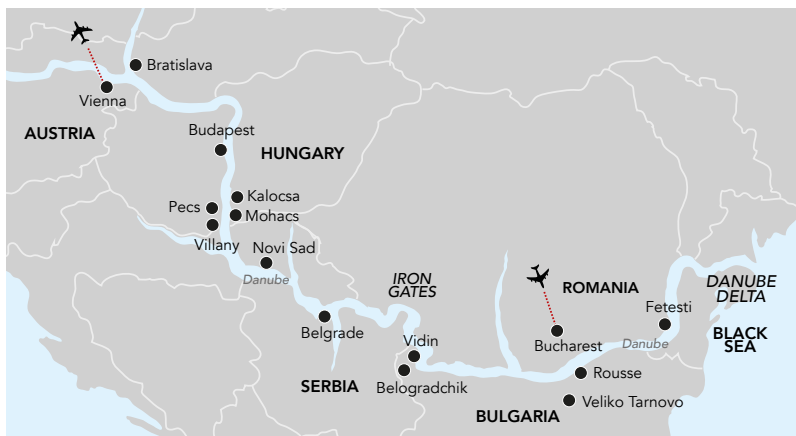 Bratislava
Vienna
AUSTRIA
Budapest
HUNGARY
Kalocsa
Pecs
Mohacs
Villany
Novi Sad
Danube
IRON
GATES
ROMANIA
DANUBE
DELTA
Fetesti
Belgrade
Bucharest
Danube
BLACK
SEA
Vidin
SERBIA
Belogradchik
Rousse
BULGARIA
Veliko Tarnovo